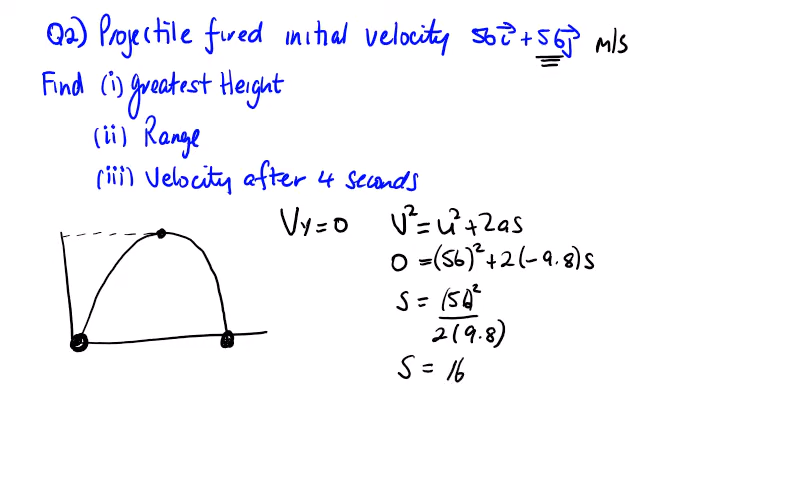 Q2) Projectile fired initial velocity 50i⃗ + 56j⃗ m/s
Find (i) greatest Height
(ii) Range
(iii) Velocity after 4 seconds
Vy = 0
V² = u² + 2as
0 = (56)² + 2(-9.8)s
S = (56)² / 2(9.8)
S = 16